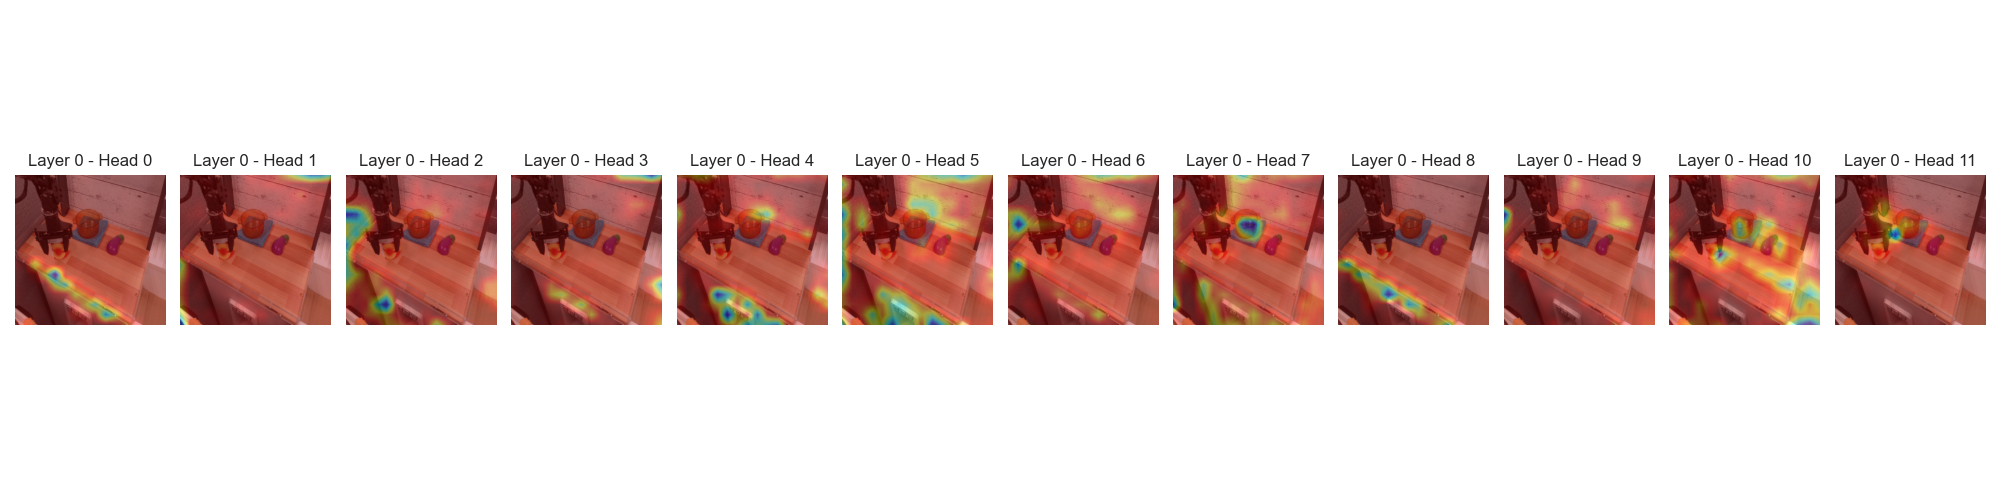 Layer 0 - Head 0
Layer 0 - Head 1
Layer 0 - Head 2
Layer 0 - Head 3
Layer 0 - Head 4
Layer 0 - Head 5
Layer 0 - Head 6
Layer 0 - Head 7
Layer 0 - Head 8
Layer 0 - Head 9
Layer 0 - Head 10
Layer 0 - Head 11